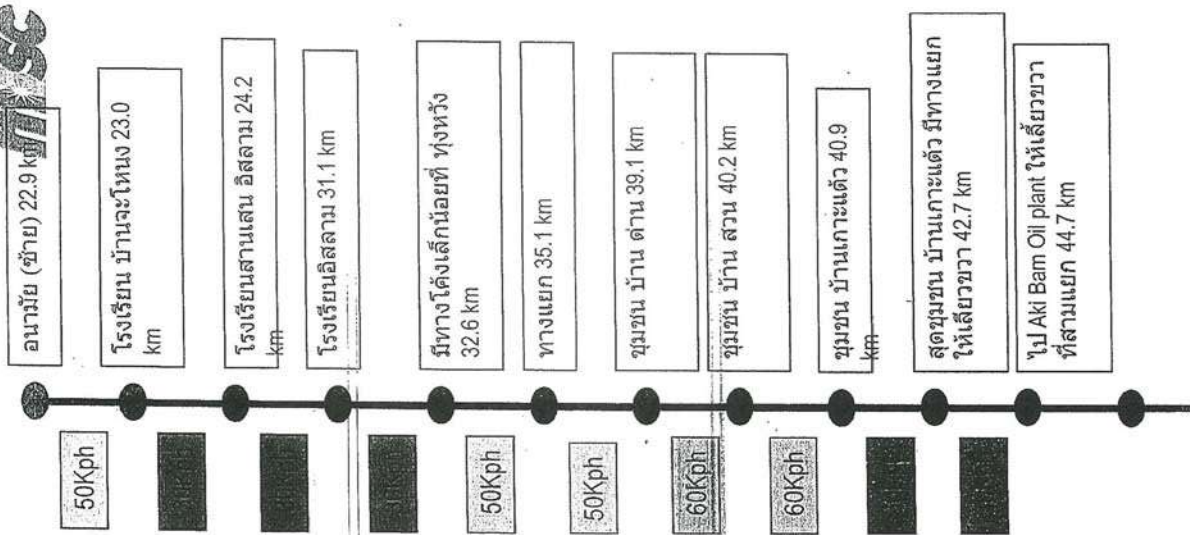 อนามัย (ซ้าย) 22.9 km
โรงเรียน บ้านจะโหนง 23.0
km
โรงเรียนสานเสน อิสลาม 24.2
km
โรงเรียนอิสลาม 31.1 km
มีทางโค้งเล็กน้อยที่ ทุ่งหวัง
32.6 km
ทางแยก 35.1 km
ชุมชน บ้าน ด่าน 39.1 km
ชุมชน บ้าน สวน 40.2 km
ชุมชน บ้านเกาะแต้ว 40.9
km
สุดชุมชน บ้านเกาะแต้ว มีทางแยก
ให้เลี้ยวขวา 42.7 km
ไป Aki Bam Oil plant ให้เลี้ยวขวา
ที่สามแยก 44.7 km
50Kph
50Kph
50Kph
60Kph
60Kph